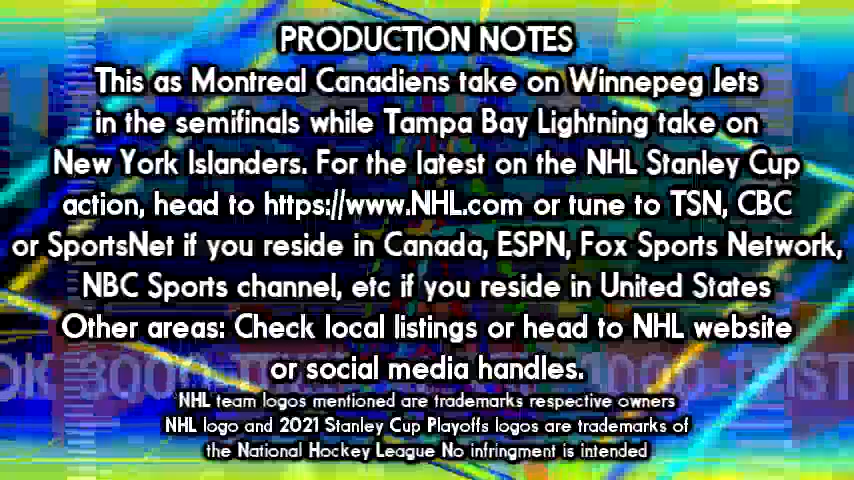 PRODUCTION NOTES
This as Montreal Canadiens take on Winnepeg Jets
in the semifinals while Tampa Bay Lightning take on
New York Islanders. For the latest on the NHL Stanley Cup
action, head to https://www.NHL.com or tune to TSN, CBC
or SportsNet if you reside in Canada, ESPN, Fox Sports Network,
NBC Sports channel, etc if you reside in United States
Other areas: Check local listings or head to NHL website
or social media handles.
NHL team logos mentioned are trademarks respective owners
NHL logo and 2021 Stanley Cup Playoffs logos are trademarks of
the National Hockey League No infringment is intended